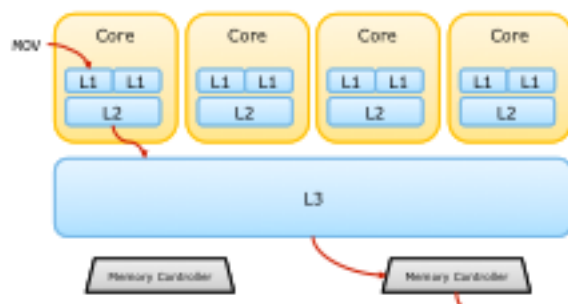 MOV
Core Core Core Core
L1 L1 L1 L1 L1 L1 L1 L1
L2 L2 L2 L2
L3
Memory Controller Memory Controller